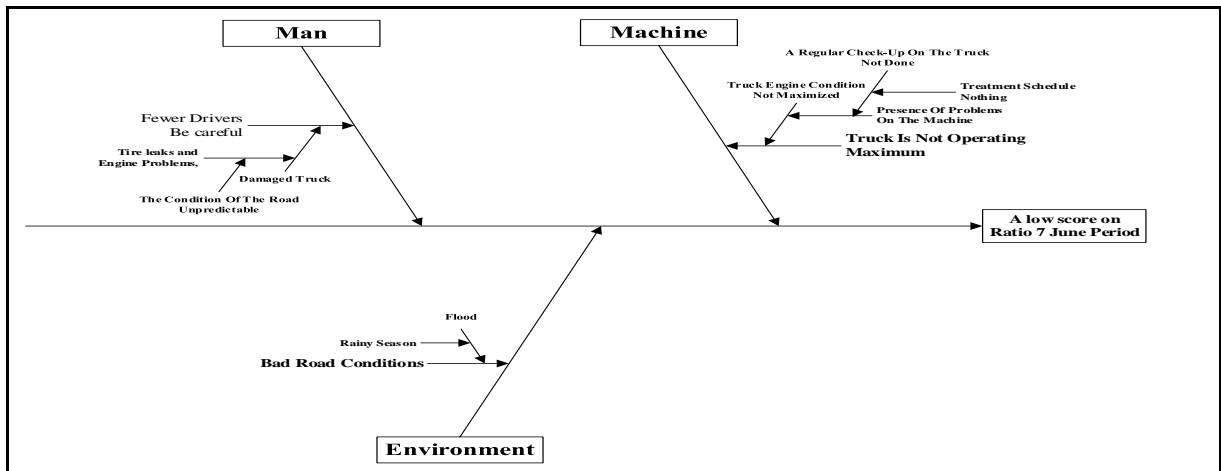 Man
Machine
A Regular Check-Up On The Truck
Not Done
Truck Engine Condition
Not Maximized
Treatment Schedule
Nothing
Presence Of Problems
On The Machine
Fewer Drivers
Be careful
Truck Is Not Operating
Maximum
Tire leaks and
Engine Problems,
Damaged Truck
The Condition Of The Road
Unpredictable
A low score on
Ratio 7 June Period
Flood
Rainy Season
Bad Road Conditions
Environment